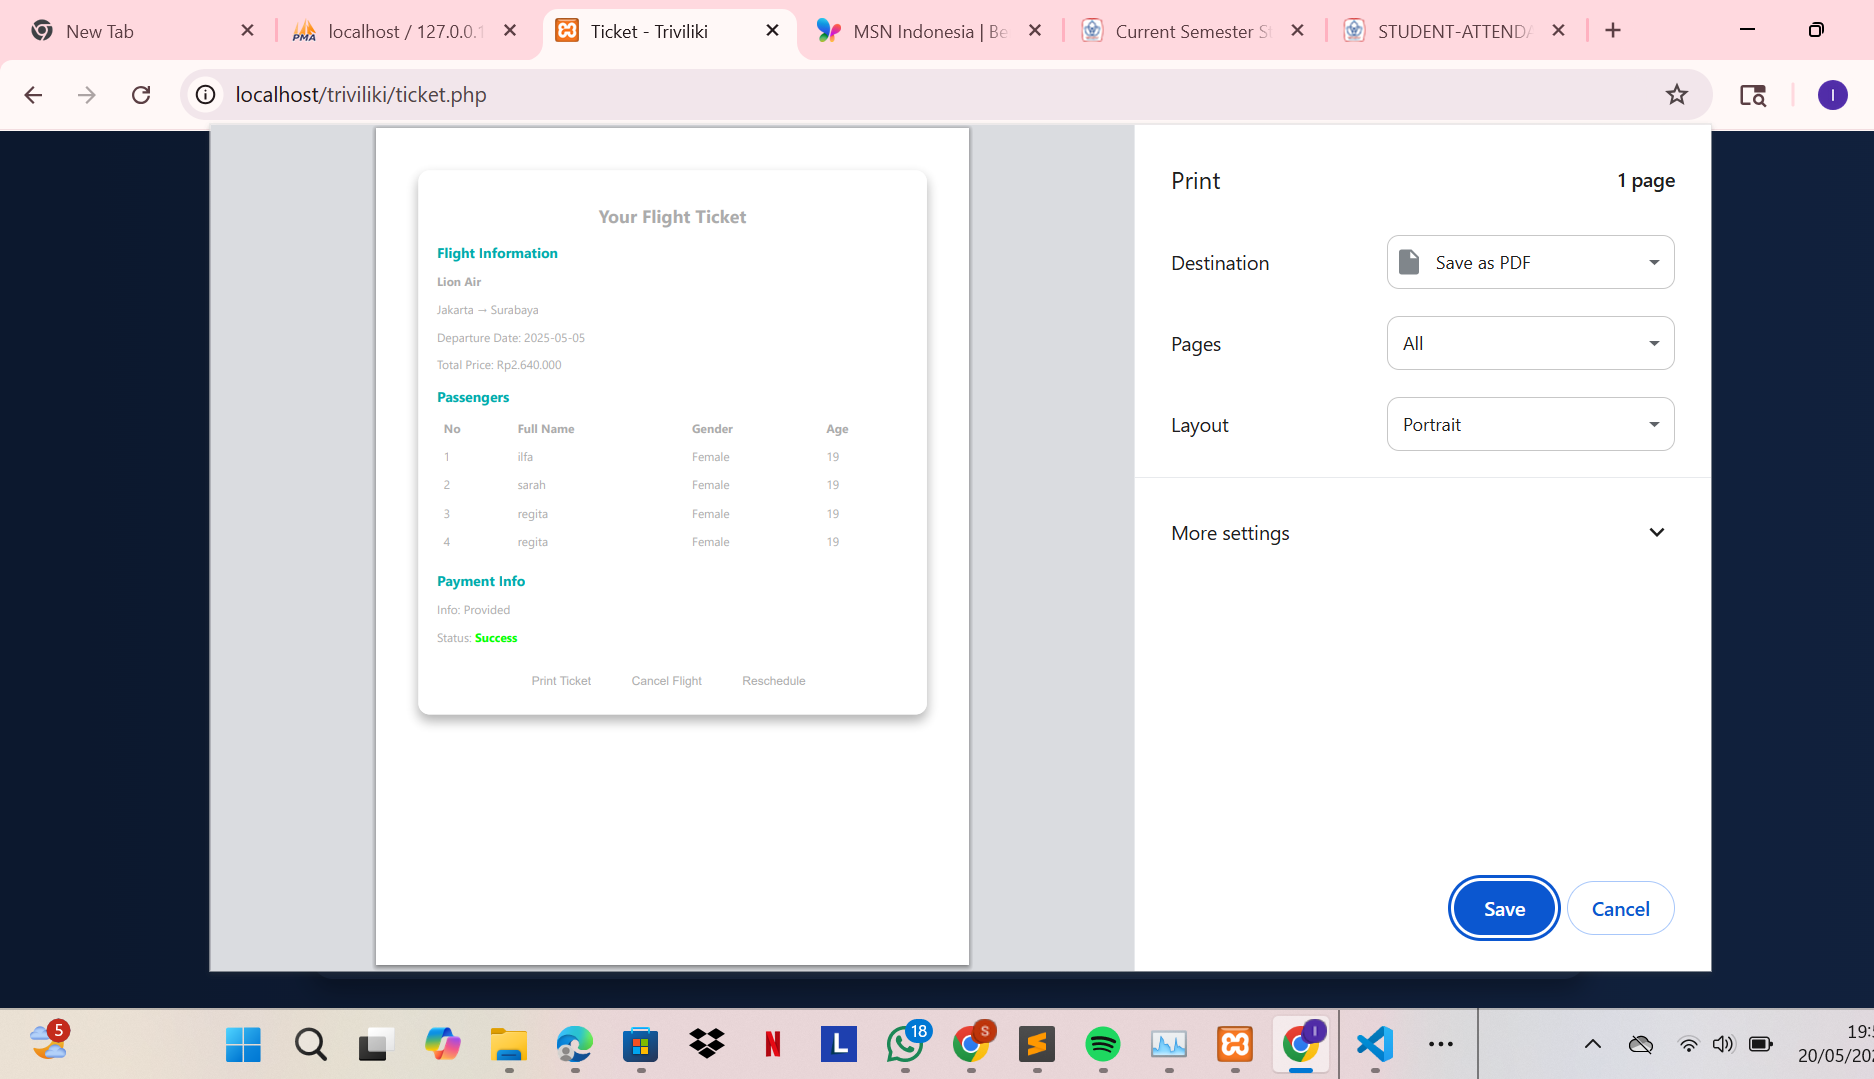 New Tab
localhost / 127.0.0.1
Ticket - Triviliki
MSN Indonesia | Be
Current Semester S
STUDENT-ATTENDA
localhost/triviliki/ticket.php
I
Your Flight Ticket
Flight Information
Lion Air
Jakarta → Surabaya
Departure Date: 2025-05-05
Total Price: Rp2.640.000
Passengers
No Full Name Gender Age
1 ilfa Female 19
2 sarah Female 19
3 regita Female 19
4 regita Female 19
Payment Info
Info: Provided
Status: Success
Print Ticket Cancel Flight Reschedule
Print 1 page
Destination Save as PDF
Pages All
Layout Portrait
More settings
Save Cancel
5
PMA
N
L
18
S
I
19:5
20/05/202